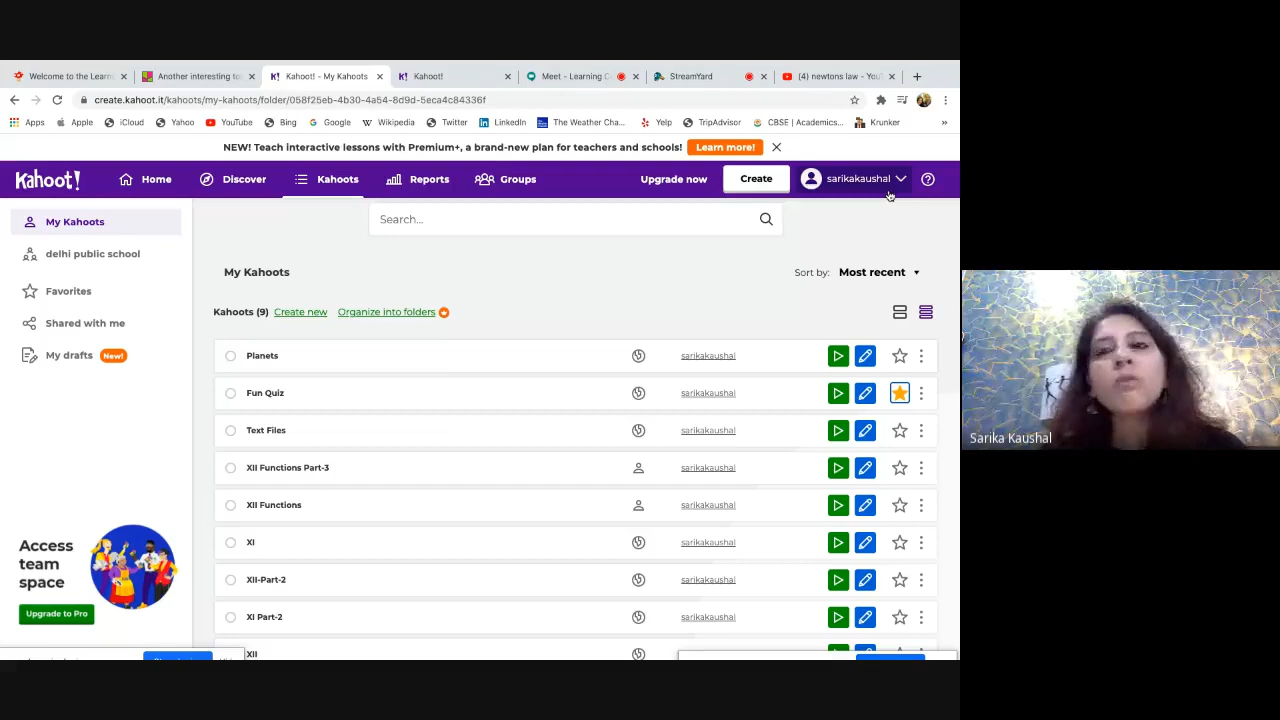 Welcome to the Learn
Another interesting to
Kahoot! - My Kahoots
Kahoot!
Meet - Learning C
StreamYard
(4) newtons law - You
create.kahoot.it/kahoots/my-kahoots/folder/058f25eb-4b30-4a54-8d9d-5eca4c84336f
Apps Apple iCloud Yahoo YouTube Bing Google Wikipedia Twitter LinkedIn The Weather Cha... Yelp TripAdvisor CBSE | Academics... Krunker »
NEW! Teach interactive lessons with Premium+, a brand-new plan for teachers and schools! Learn more!
Kahoot! Home Discover Kahoots Reports Groups Upgrade now Create sarikakaushal
My Kahoots
delhi public school
Favorites
Shared with me
My drafts New!
Access
team
space
Upgrade to Pro
Search...
My Kahoots Sort by: Most recent
Kahoots (9) Create new Organize into folders
Planets sarikakaushal
Fun Quiz sarikakaushal
Text Files sarikakaushal
XII Functions Part-3 sarikakaushal
XII Functions sarikakaushal
XI sarikakaushal
XII-Part-2 sarikakaushal
XI Part-2 sarikakaushal
XII
Sarika Kaushal